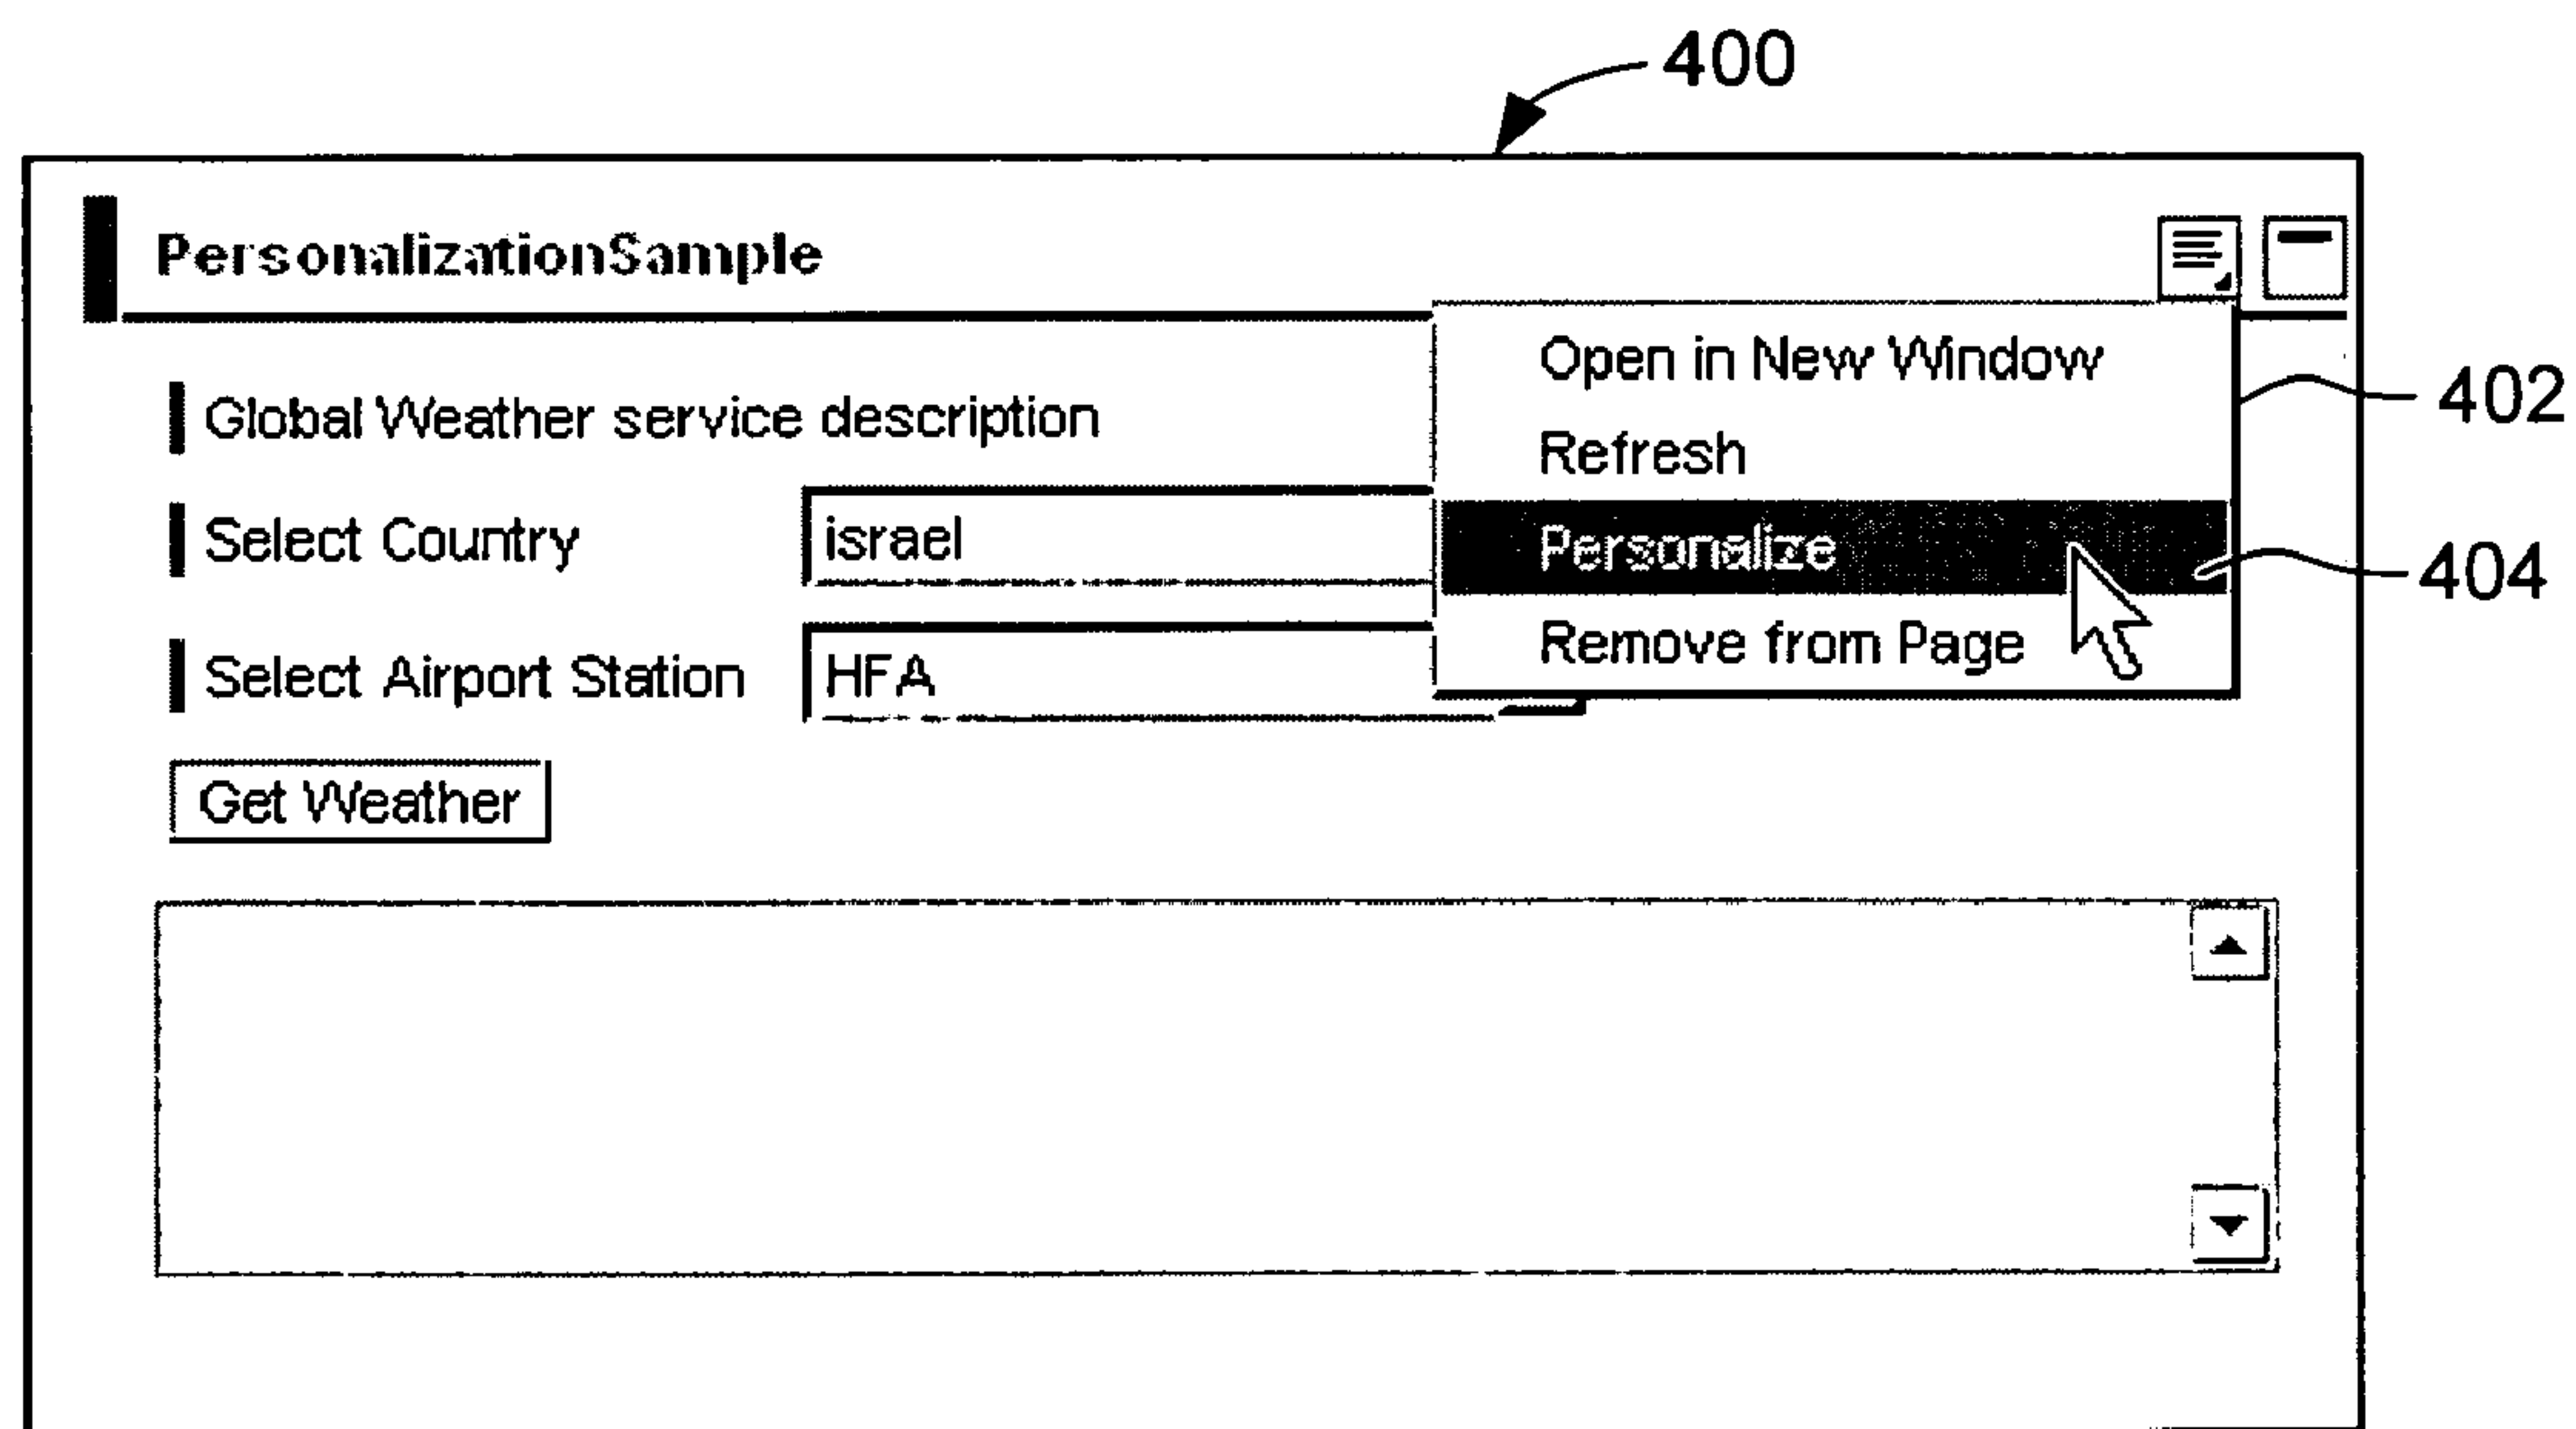 400
PersonalizationSample
Open in New Window
402
Global Weather service description
Refresh
Select Country
israel
Personalize
404
Select Airport Station
HFA
Remove from Page
Get Weather